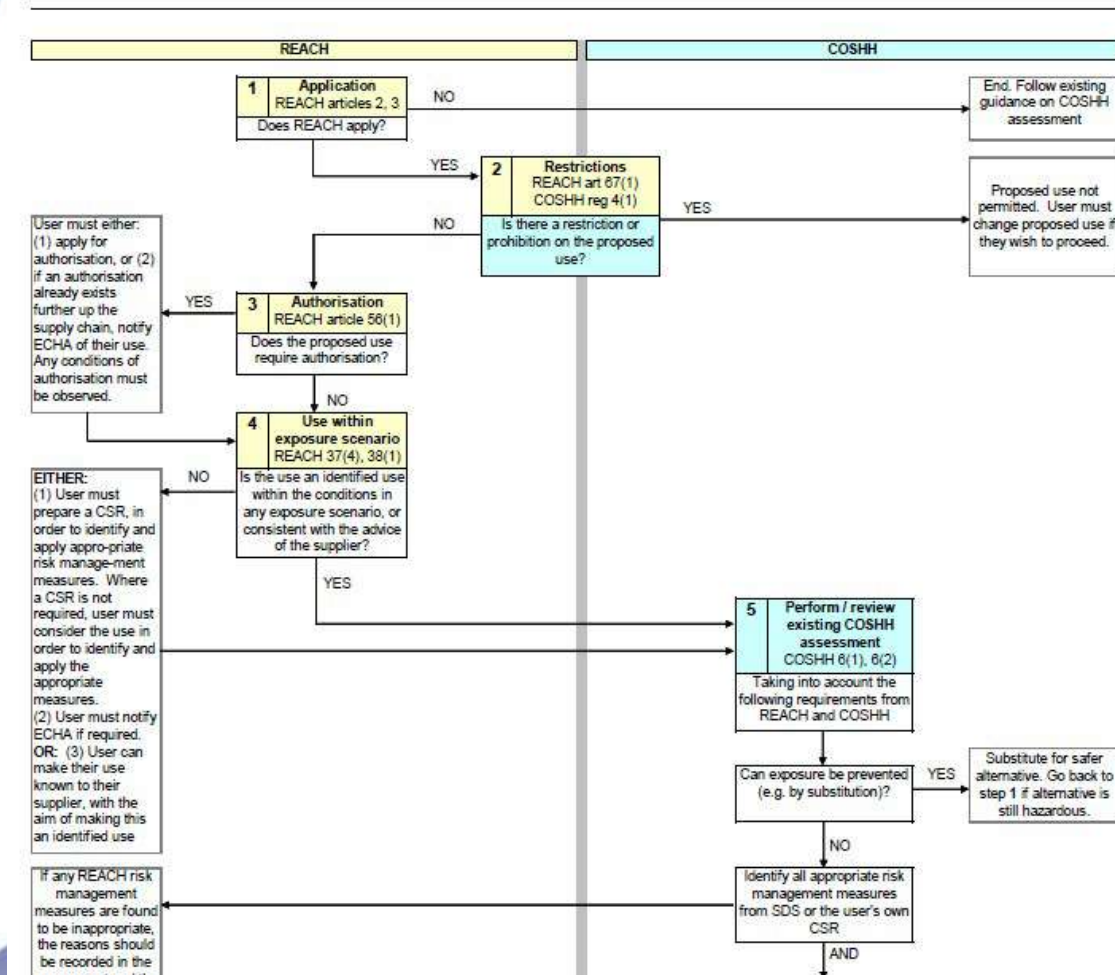 REACH
COSHH
1
Application
REACH articles 2, 3
Does REACH apply?
NO
End. Follow existing
guidance on COSHH
assessment
YES
2
Restrictions
REACH art 67(1)
COSHH reg 4(1)
Is there a restriction or
prohibition on the proposed
use?
YES
Proposed use not
permitted. User must
change proposed use if
they wish to proceed.
NO
User must either:
(1) apply for
authorisation, or (2)
if an authorisation
already exists
further up the
supply chain, notify
ECHA of their use.
Any conditions of
authorisation must
be observed.
YES
3
Authorisation
REACH article 56(1)
Does the proposed use
require authorisation?
NO
4
Use within
exposure scenario
REACH 37(4), 38(1)
Is the use an identified use
within the conditions in
any exposure scenario, or
consistent with the advice
of the supplier?
NO
EITHER:
(1) User must
prepare a CSR, in
order to identify and
apply appro-priate
risk manage-ment
measures. Where
a CSR is not
required, user must
consider the use in
order to identify and
apply the
appropriate
measures.
(2) User must notify
ECHA if required.
OR: (3) User can
make their use
known to their
supplier, with the
aim of making this
an identified use
YES
5
Perform / review
existing COSHH
assessment
COSHH 6(1), 6(2)
Taking into account the
following requirements from
REACH and COSHH
Can exposure be prevented
(e.g. by substitution)?
YES
Substitute for safer
alternative. Go back to
step 1 if alternative is
still hazardous.
NO
Identify all appropriate risk
management measures
from SDS or the user's own
CSR
AND
If any REACH risk
management
measures are found
to be inappropriate,
the reasons should
be recorded in the